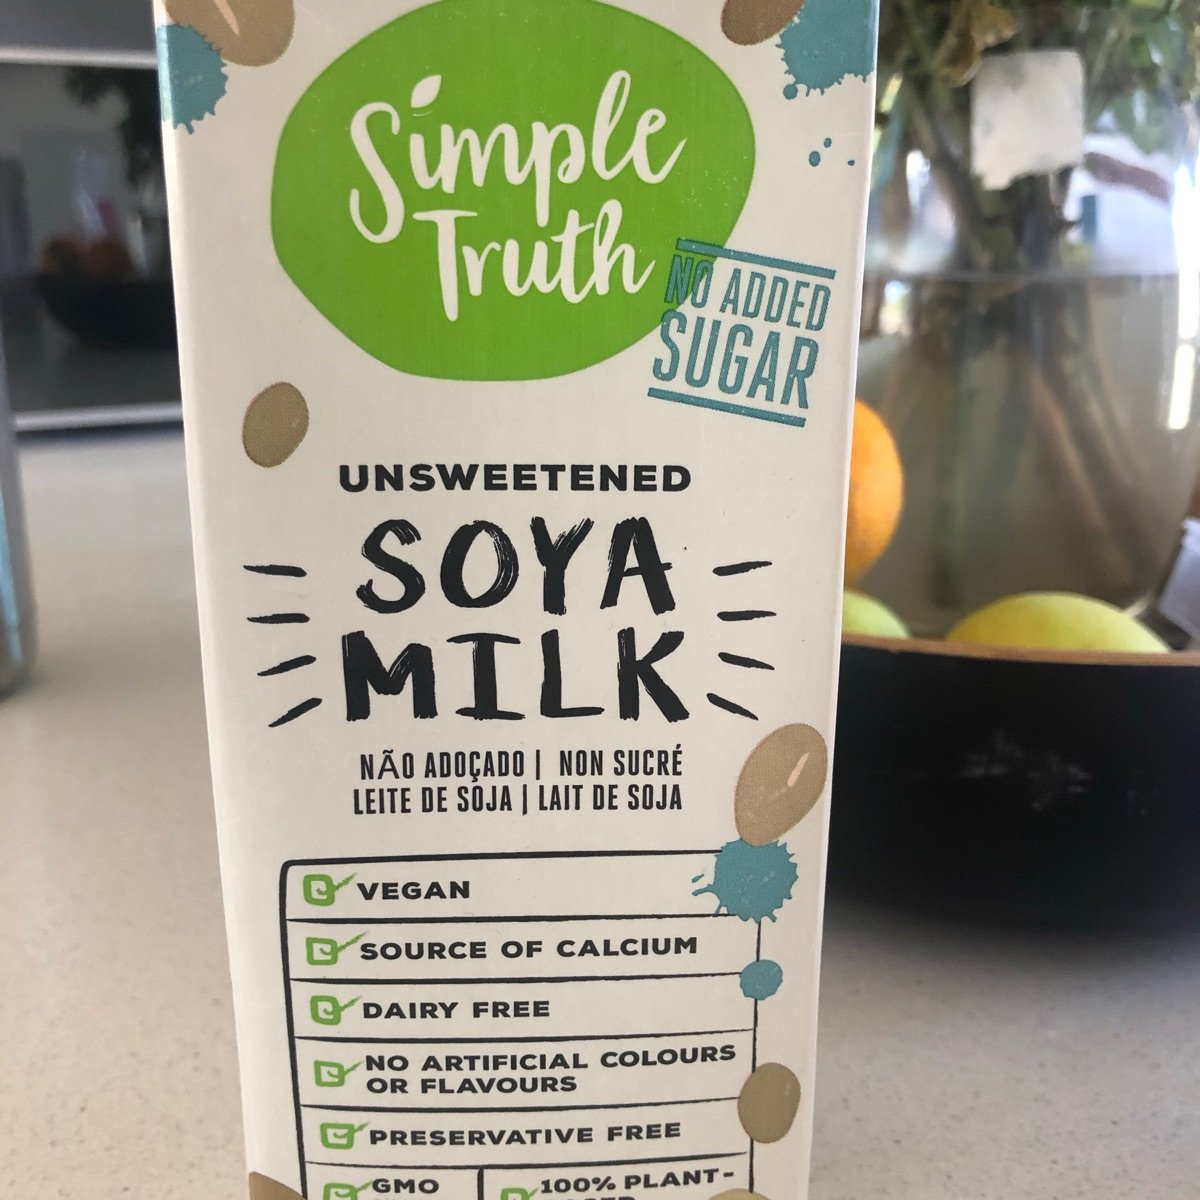 Simple
Truth
NO ADDED
SUGAR
UNSWEETENED
SOYA
MILK
NÃO ADOÇADO | NON SUCRÉ
LEITE DE SOJA | LAIT DE SOJA
VEGAN
SOURCE OF CALCIUM
DAIRY FREE
NO ARTIFICIAL COLOURS
OR FLAVOURS
PRESERVATIVE FREE
GMO
100% PLANT-